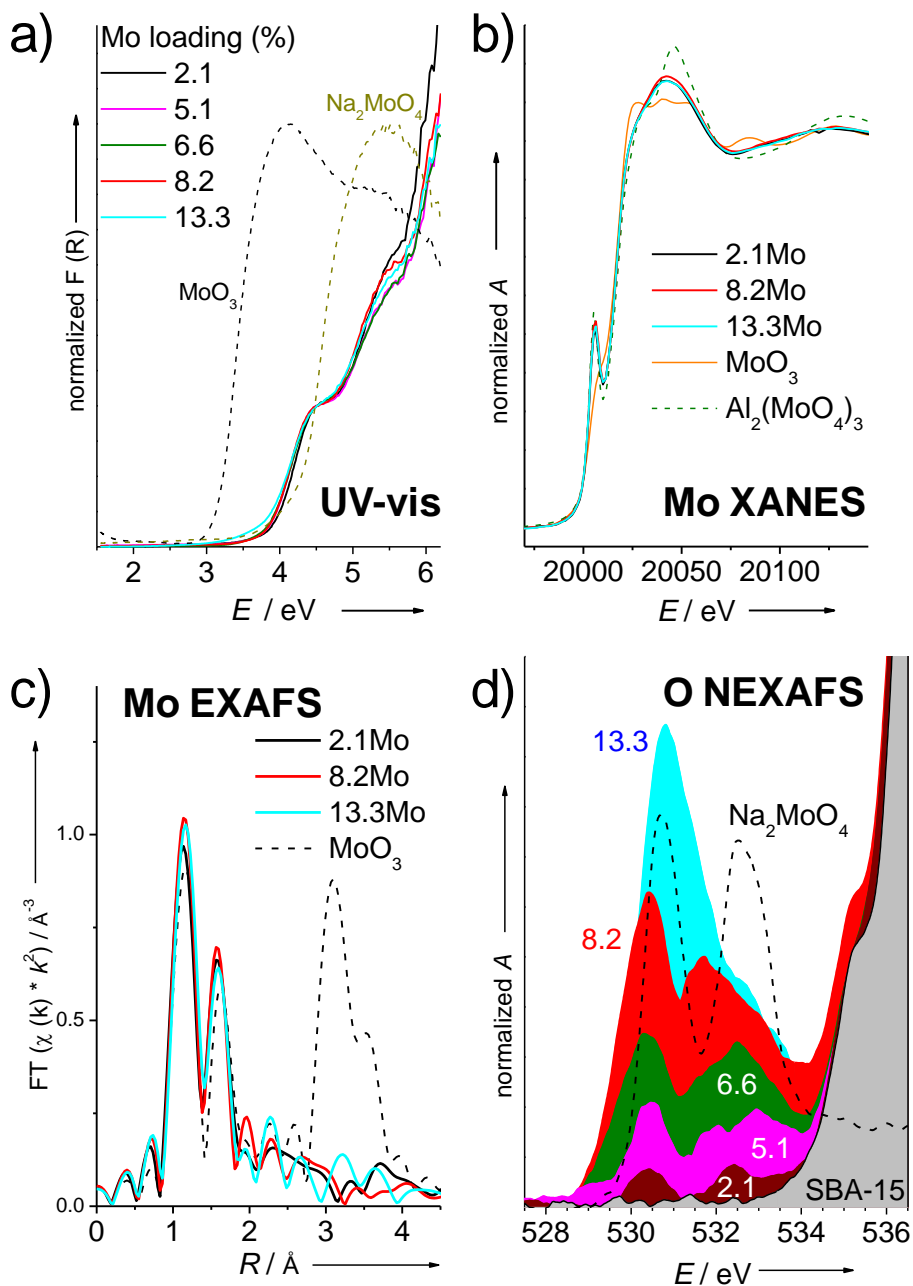 a)
Mo loading (%)
2.1
5.1
6.6
8.2
13.3
Na₂MoO₄
MoO₃
UV-vis
normalized F (R)
2 3 4 5 6
E / eV
b)
2.1Mo
8.2Mo
13.3Mo
MoO₃
Al₂(MoO₄)₃
Mo XANES
normalized A
20000 20050 20100
E / eV
c)
Mo EXAFS
2.1Mo
8.2Mo
13.3Mo
MoO₃
FT (χ (k) * k²) / Å⁻³
1.0
0.5
0.0
0 1 2 3 4
R / Å
d)
O NEXAFS
13.3
Na₂MoO₄
8.2
6.6
5.1
2.1
SBA-15
normalized A
528 530 532 534 536
E / eV